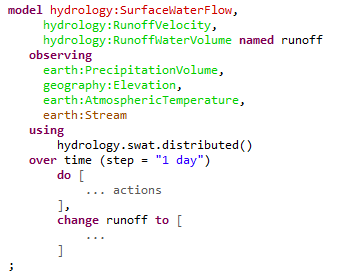 model hydrology:SurfaceWaterFlow,
hydrology:RunoffVelocity,
hydrology:RunoffWaterVolume named runoff
observing
earth:PrecipitationVolume,
geography:Elevation,
earth:AtmosphericTemperature,
earth:Stream
using
hydrology.swat.distributed()
over time (step = "1 day")
do [
... actions
],
change runoff to [
...
]
;